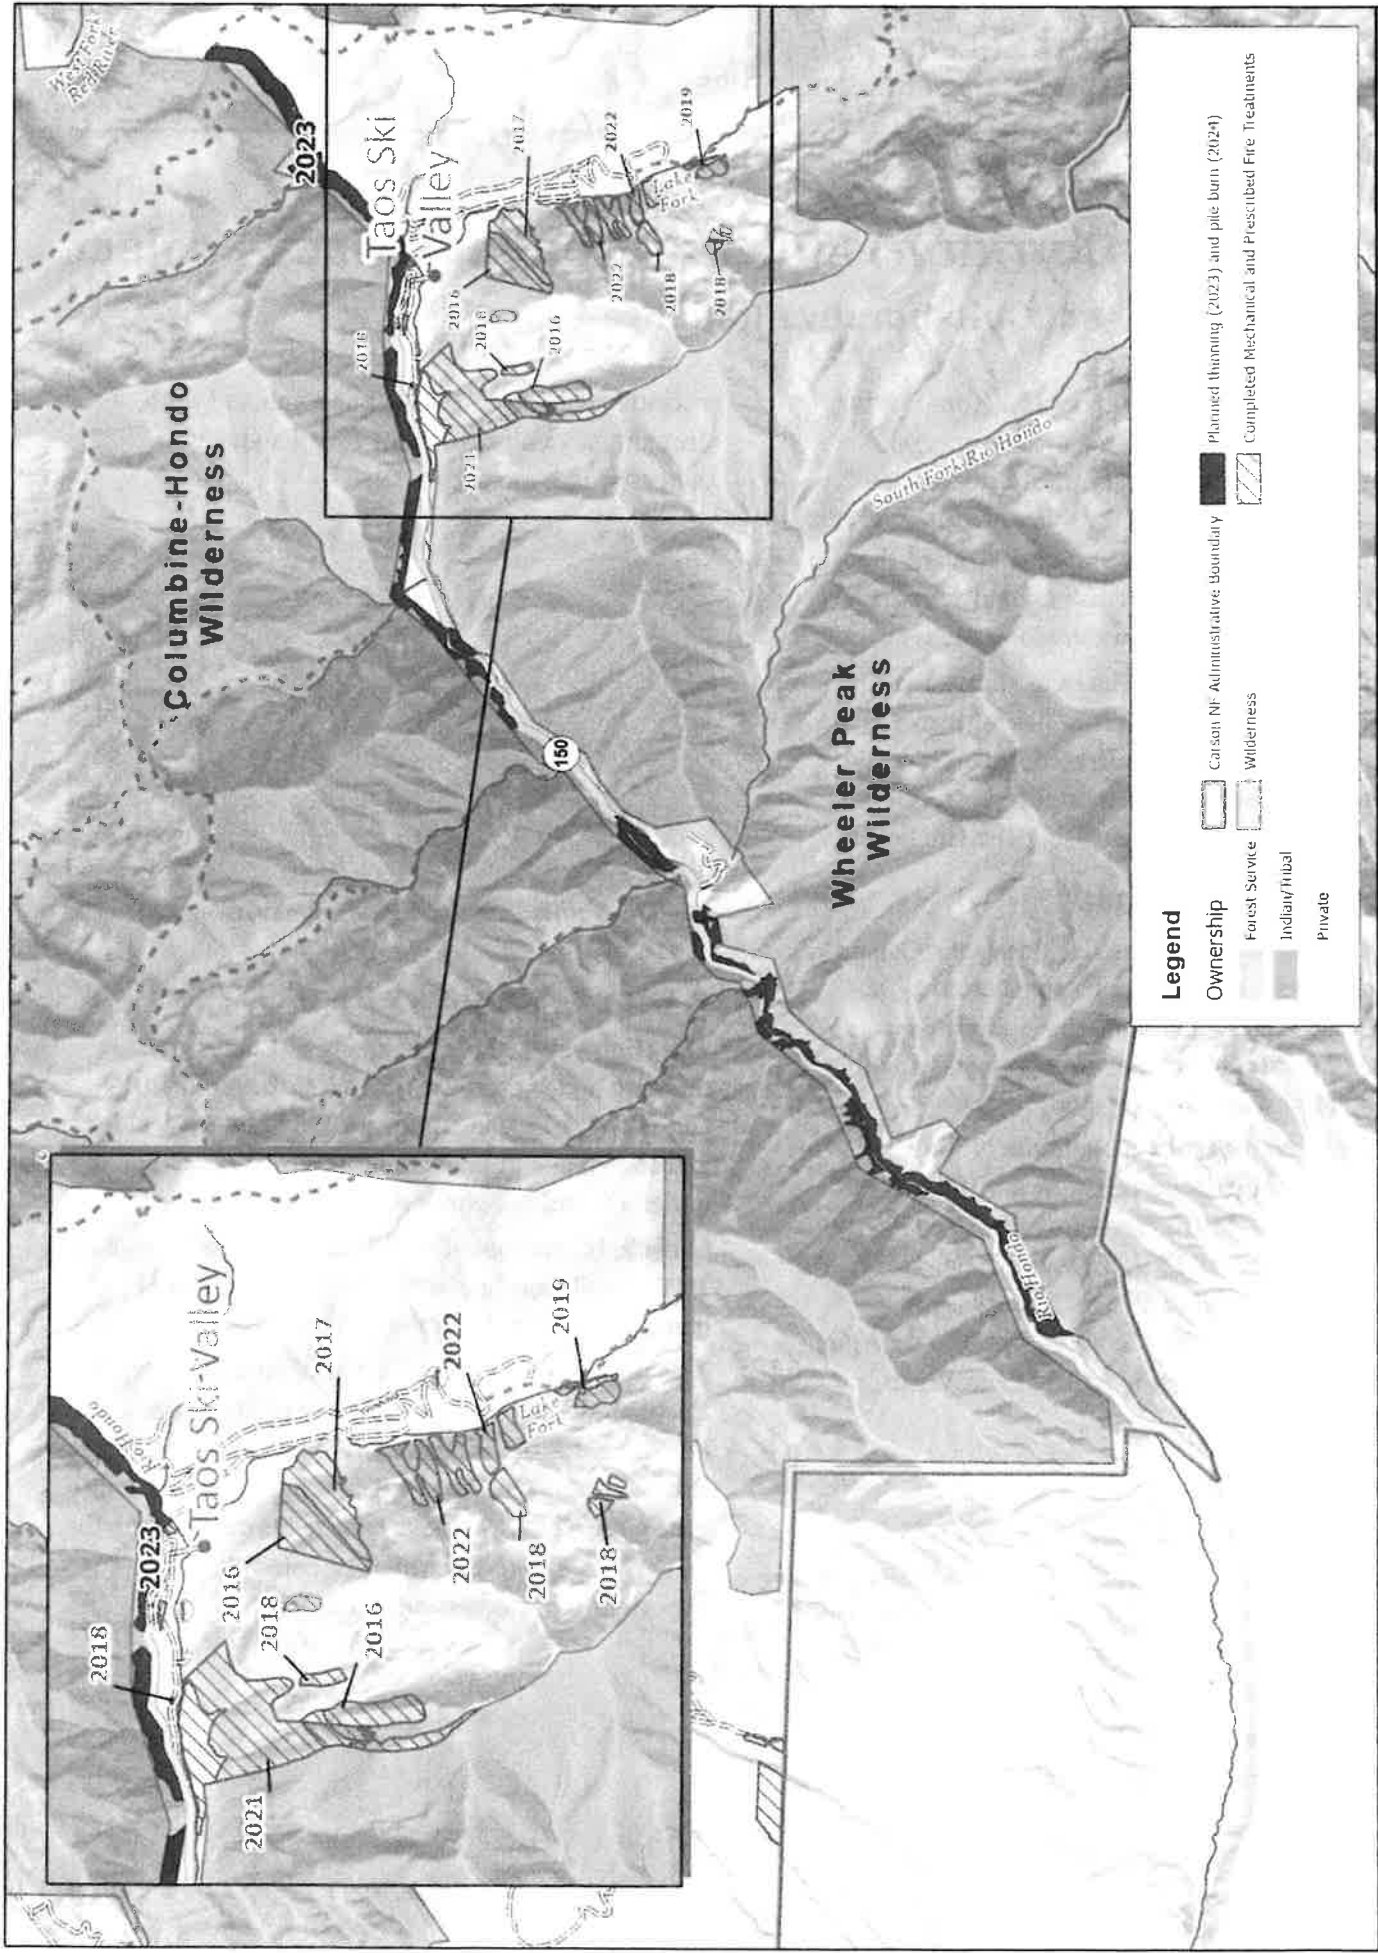 West Fork
Red River
2023
Taos Ski
Valley
Columbine-Hondo
Wilderness
2018
2016
2017
2018
2016
2021
2022
2022
Lake
Fork
2018
2018
2019
150
South Fork Rio Hondo
Wheeler Peak
Wilderness
Rio Hondo
Rio Hondo
Taos Ski Valley
2023
2018
2016
2017
2018
2016
2021
2022
2022
Lake
Fork
2018
2018
2019
Legend
Ownership
Forest Service
Indian/Tribal
Private
Carson NF Administrative Boundary
Wilderness
Planned thinning (2023) and pile burn (2024)
Completed Mechanical and Prescribed Fire Treatments